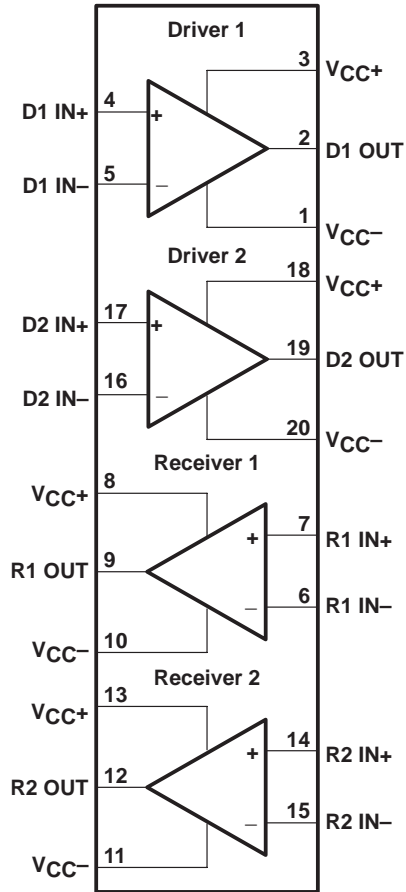 Driver 1
3 VCC+
D1 IN+ 4
+
2 D1 OUT
D1 IN– 5
–
1 VCC–
Driver 2
18 VCC+
D2 IN+ 17
+
19 D2 OUT
D2 IN– 16
–
20 VCC–
Receiver 1
VCC+ 8
+
7 R1 IN+
R1 OUT 9
–
6 R1 IN–
VCC– 10
Receiver 2
VCC+ 13
+
14 R2 IN+
R2 OUT 12
–
15 R2 IN–
VCC– 11